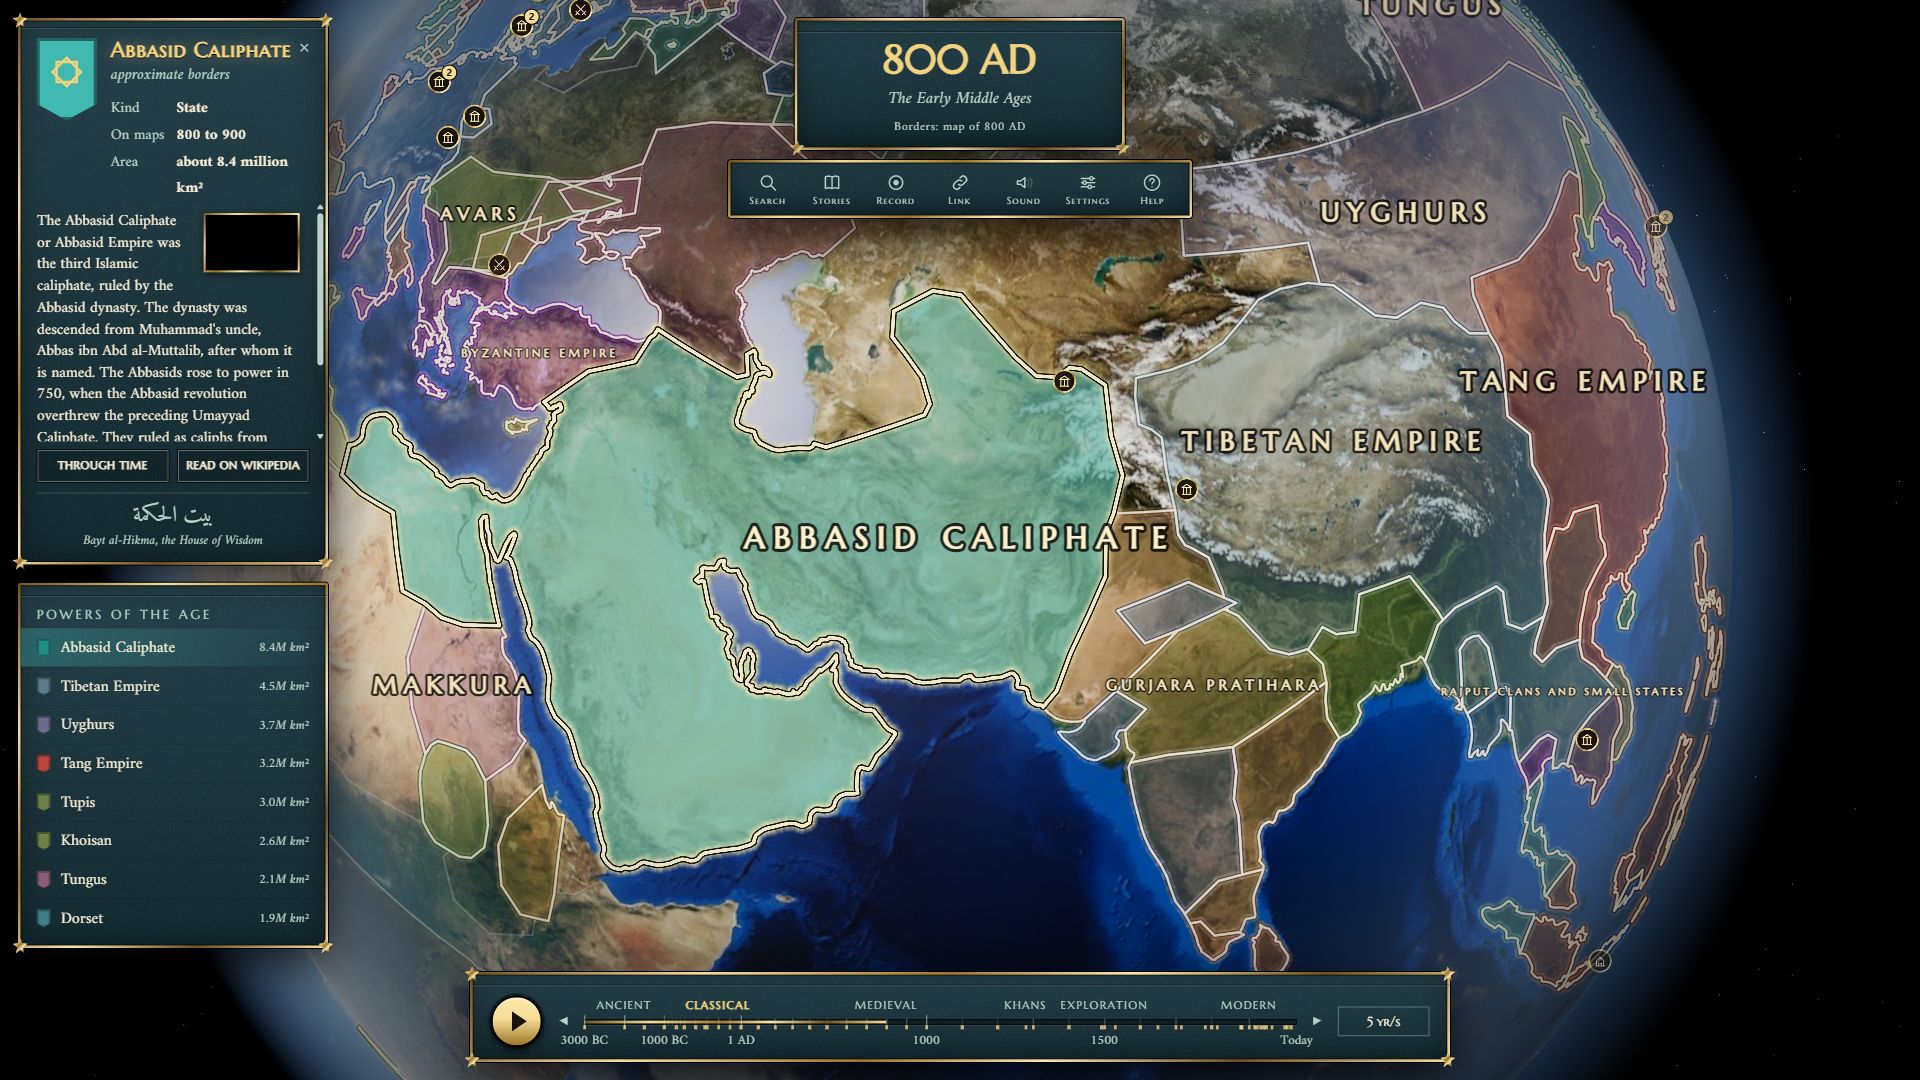 ABBASID CALIPHATE
approximate borders
Kind State
On maps 800 to 900
Area about 8.4 million
km²
The Abbasid Caliphate
or Abbasid Empire was
the third Islamic
caliphate, ruled by the
Abbasid dynasty. The dynasty was
descended from Muhammad's uncle,
Abbas ibn Abd al-Muttalib, after whom it
is named. The Abbasids rose to power in
750, when the Abbasid revolution
overthrew the preceding Umayyad
Caliphate. They ruled as caliphs from
THROUGH TIME
READ ON WIKIPEDIA
بيت الحكمة
Bayt al-Hikma, the House of Wisdom
POWERS OF THE AGE
Abbasid Caliphate 8.4M km²
Tibetan Empire 4.5M km²
Uyghurs 3.7M km²
Tang Empire 3.2M km²
Tupis 3.0M km²
Khoisan 2.6M km²
Tungus 2.1M km²
Dorset 1.9M km²
800 AD
The Early Middle Ages
Borders: map of 800 AD
SEARCH
STORIES
RECORD
LINK
SOUND
SETTINGS
HELP
2
2
2
TUNGUS
AVARS
UYGHURS
BYZANTINE EMPIRE
TANG EMPIRE
TIBETAN EMPIRE
ABBASID CALIPHATE
MAKKURA
GURJARA PRATIHARA
RAJPUT CLANS AND SMALL STATES
ANCIENT
CLASSICAL
MEDIEVAL
KHANS
EXPLORATION
MODERN
3000 BC
1000 BC
1 AD
1000
1500
Today
5 YR/S